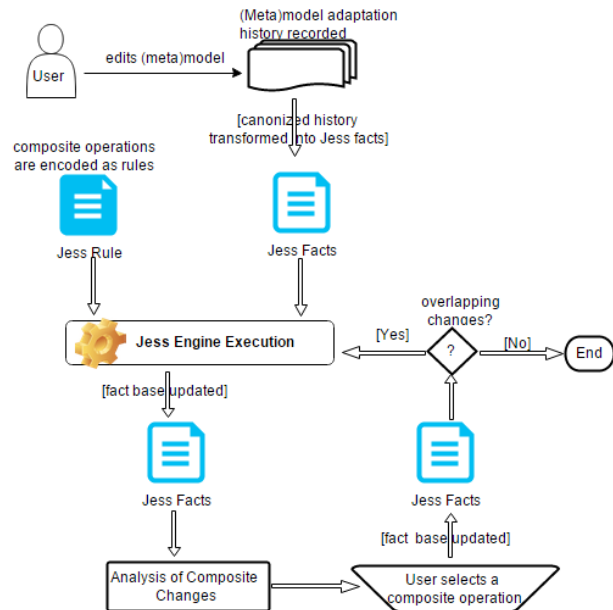 (Meta)model adaptation
history recorded
User
edits (meta)model
[canonized history
transformed into Jess facts]
composite operations
are encoded as rules
Jess Rule
Jess Facts
overlapping
changes?
Jess Engine Execution
[Yes]
?
[No]
End
[fact base updated]
Jess Facts
Jess Facts
[fact base updated]
Analysis of Composite
Changes
User selects a
composite operation